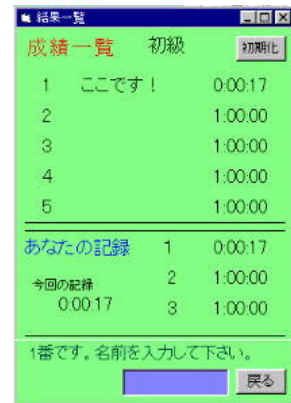 結果一覧
成績一覧 初級 初期化
1 ここです! 0:00:17
2 1:00:00
3 1:00:00
4 1:00:00
5 1:00:00
あなたの記録 1 0:00:17
今回の記録 2 1:00:00
0:00:17 3 1:00:00
1番です。名前を入力して下さい。
戻る